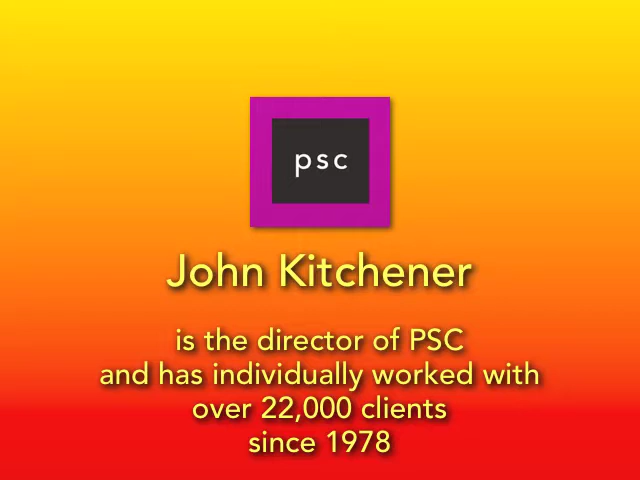 psc
John Kitchener
is the director of PSC
and has individually worked with
over 22,000 clients
since 1978